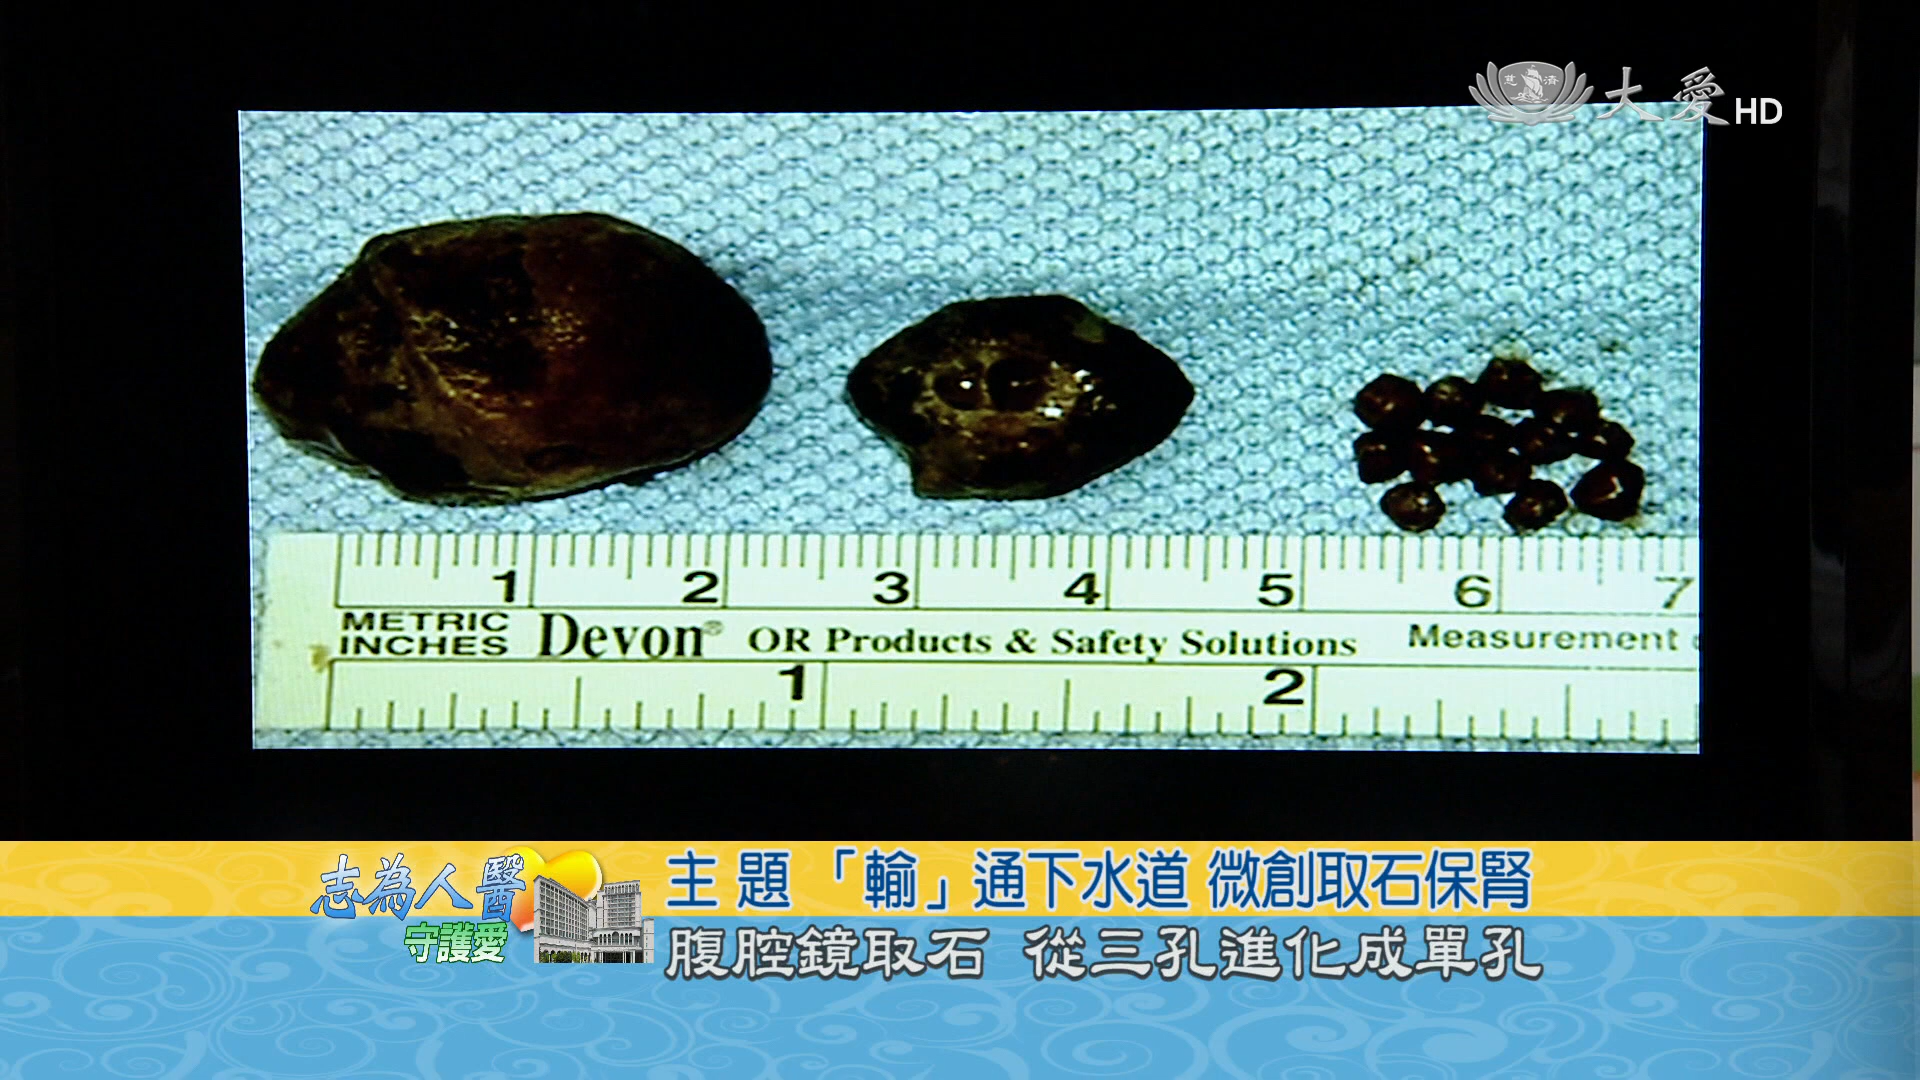 慈濟
大愛HD
1 2 3 4 5 6 7
METRIC
INCHES
Devon® OR Products & Safety Solutions Measurement
1 2
志為人醫
守護愛
主題「輸」通下水道 微創取石保腎
腹腔鏡取石 從三孔進化成單孔